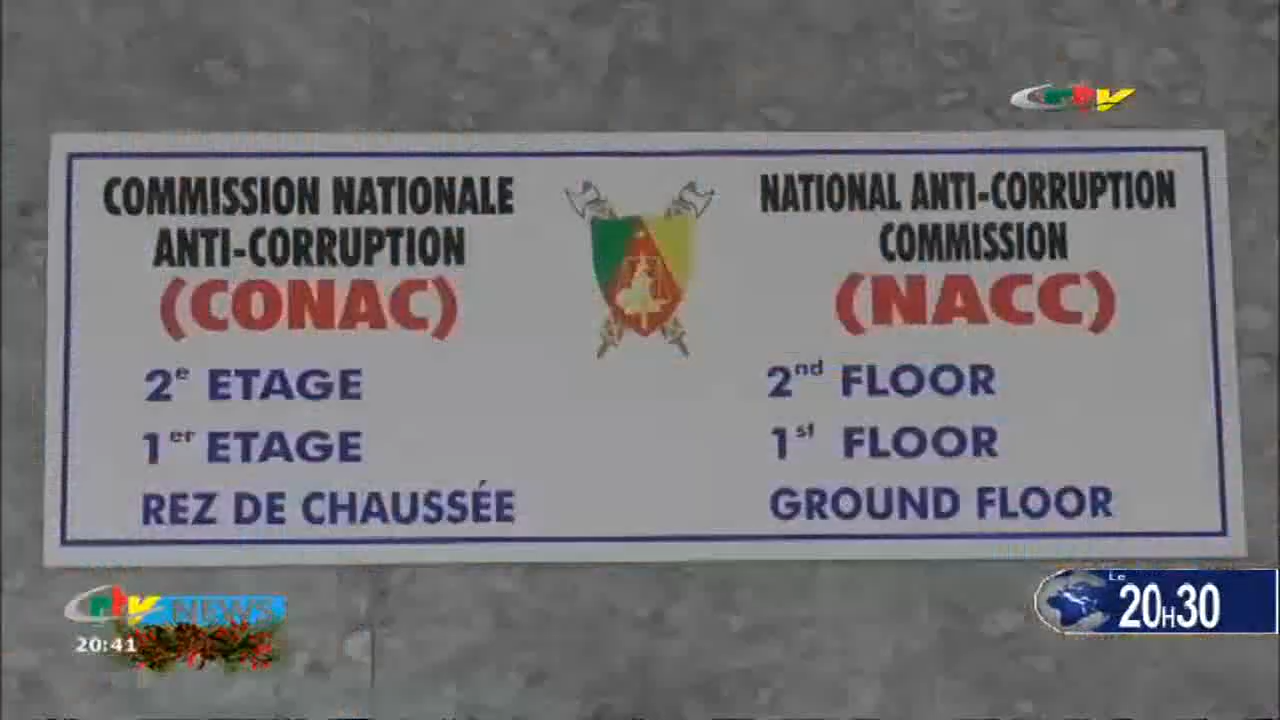 crtv
COMMISSION NATIONALE
ANTI-CORRUPTION
(CONAC)
2e ETAGE
1er ETAGE
REZ DE CHAUSSÉE
NATIONAL ANTI-CORRUPTION
COMMISSION
(NACC)
2nd FLOOR
1st FLOOR
GROUND FLOOR
crtv NEWS
20:41
Le
20H30